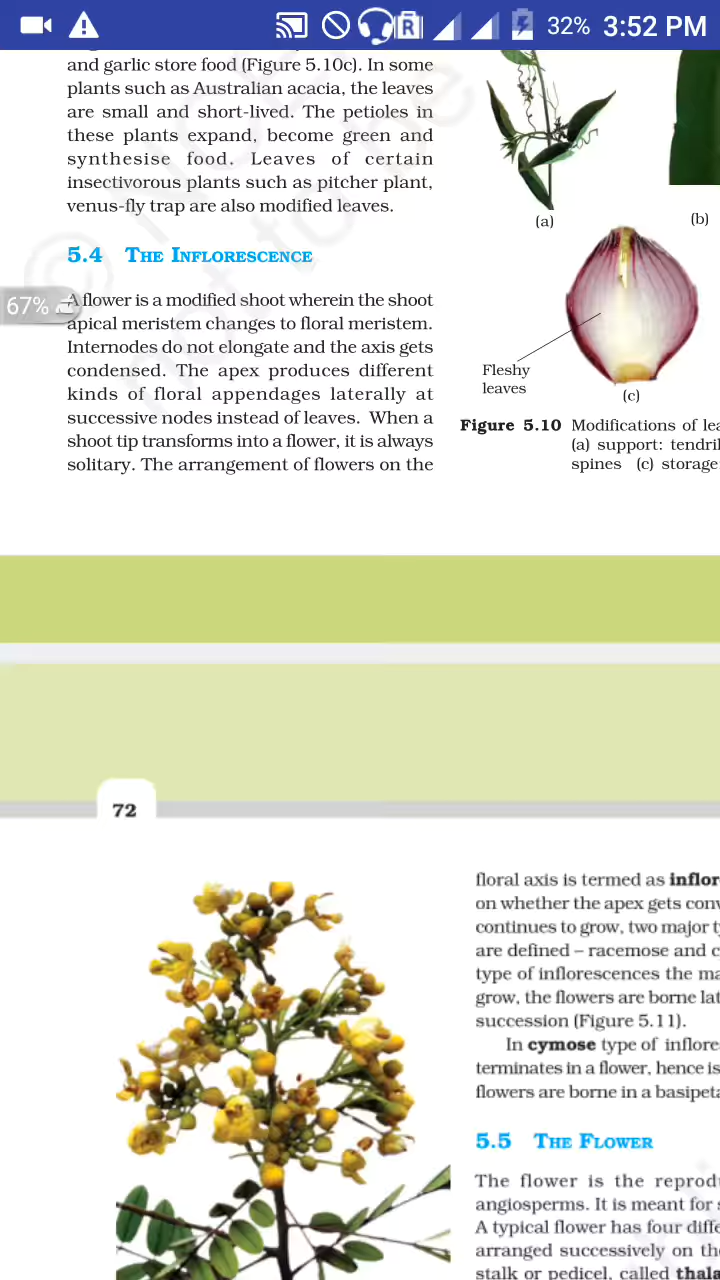 32% 3:52 PM
and garlic store food (Figure 5.10c). In some
plants such as Australian acacia, the leaves
are small and short-lived. The petioles in
these plants expand, become green and
synthesise food. Leaves of certain
insectivorous plants such as pitcher plant,
venus-fly trap are also modified leaves.
(a)
(b)
5.4 THE INFLORESCENCE
67%
A flower is a modified shoot wherein the shoot
apical meristem changes to floral meristem.
Internodes do not elongate and the axis gets
condensed. The apex produces different
kinds of floral appendages laterally at
successive nodes instead of leaves. When a
shoot tip transforms into a flower, it is always
solitary. The arrangement of flowers on the
Fleshy
leaves
(c)
Figure 5.10 Modifications of lea
(a) support: tendril
spines (c) storage
72
floral axis is termed as inflor
on whether the apex gets conv
continues to grow, two major ty
are defined – racemose and c
type of inflorescences the ma
grow, the flowers are borne lat
succession (Figure 5.11).
In cymose type of inflore
terminates in a flower, hence is
flowers are borne in a basipeta
5.5 THE FLOWER
The flower is the reprodu
angiosperms. It is meant for s
A typical flower has four diffe
arranged successively on the
stalk or pedicel, called thala